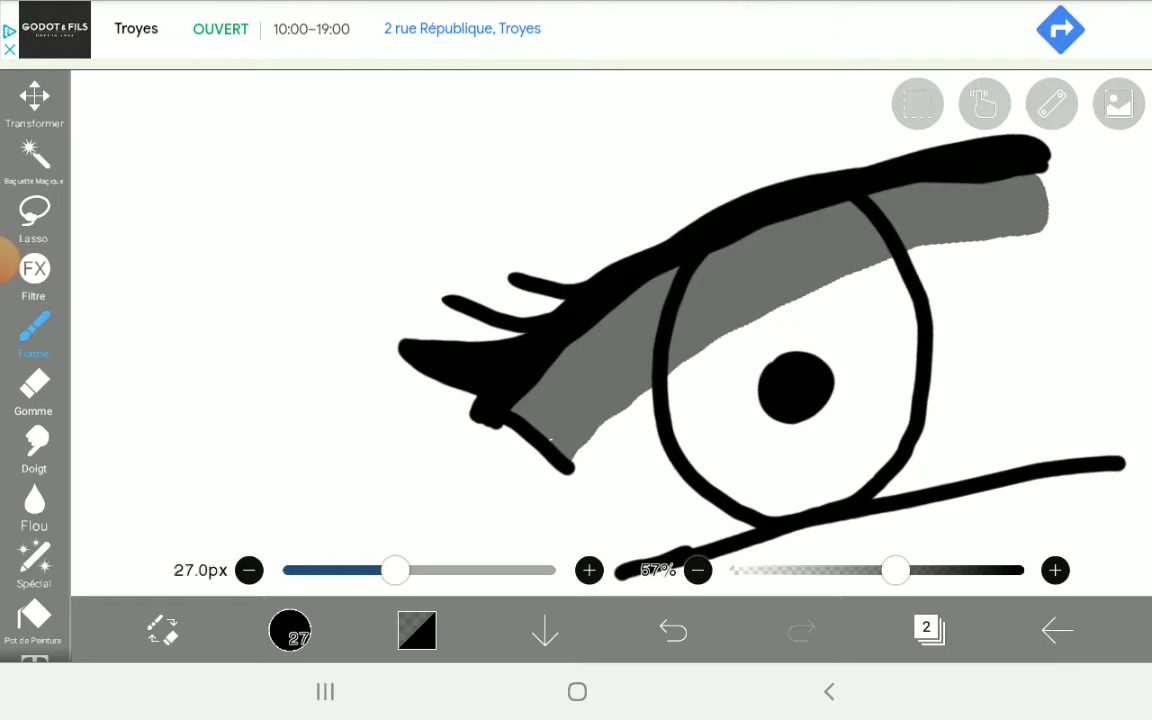 GODOT & FILS
Troyes
OUVERT
10:00–19:00
2 rue République, Troyes
Transformer
Baguette Magique
Lasso
FX
Filtre
Forme
Gomme
Doigt
Flou
Spécial
Pot de Peinture
T
27.0px
57%
27
2